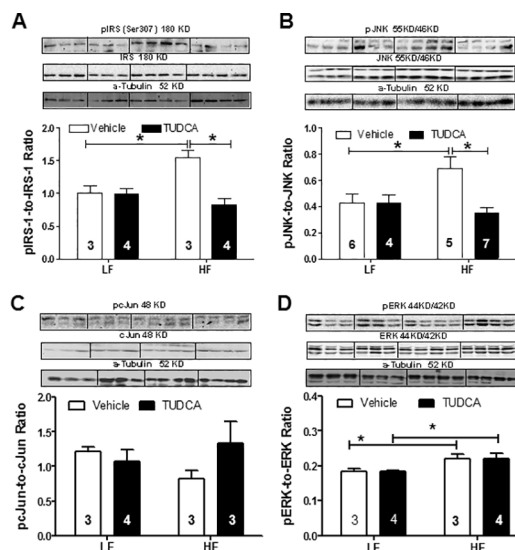 A
pIRS (Ser307) 180 KD
IRS 180 KD
a-Tubulin 52 KD
Vehicle TUDCA
pIRS-1-to-IRS-1 Ratio
2.0
1.5
1.0
0.5
0.0
* *
3 4 3 4
LF HF
B
pJNK 55KD/46KD
JNK 55KD/46KD
a-Tubulin 52 KD
Vehicle TUDCA
pJNK-to-JNK Ratio
1.0
0.8
0.6
0.4
0.2
0.0
* *
6 4 5 7
LF HF
C
pcJun 48 KD
cJun 48 KD
a-Tubulin 52 KD
Vehicle TUDCA
pcJun-to-cJun Ratio
2.0
1.5
1.0
0.5
0.0
3 4 3 3
LF HF
D
pERK 44KD/42KD
ERK 44KD/42KD
a-Tubulin 52 KD
Vehicle TUDCA
pERK-to-ERK Ratio
0.4
0.3
0.2
0.1
0.0
* *
3 4 3 4
LF HF